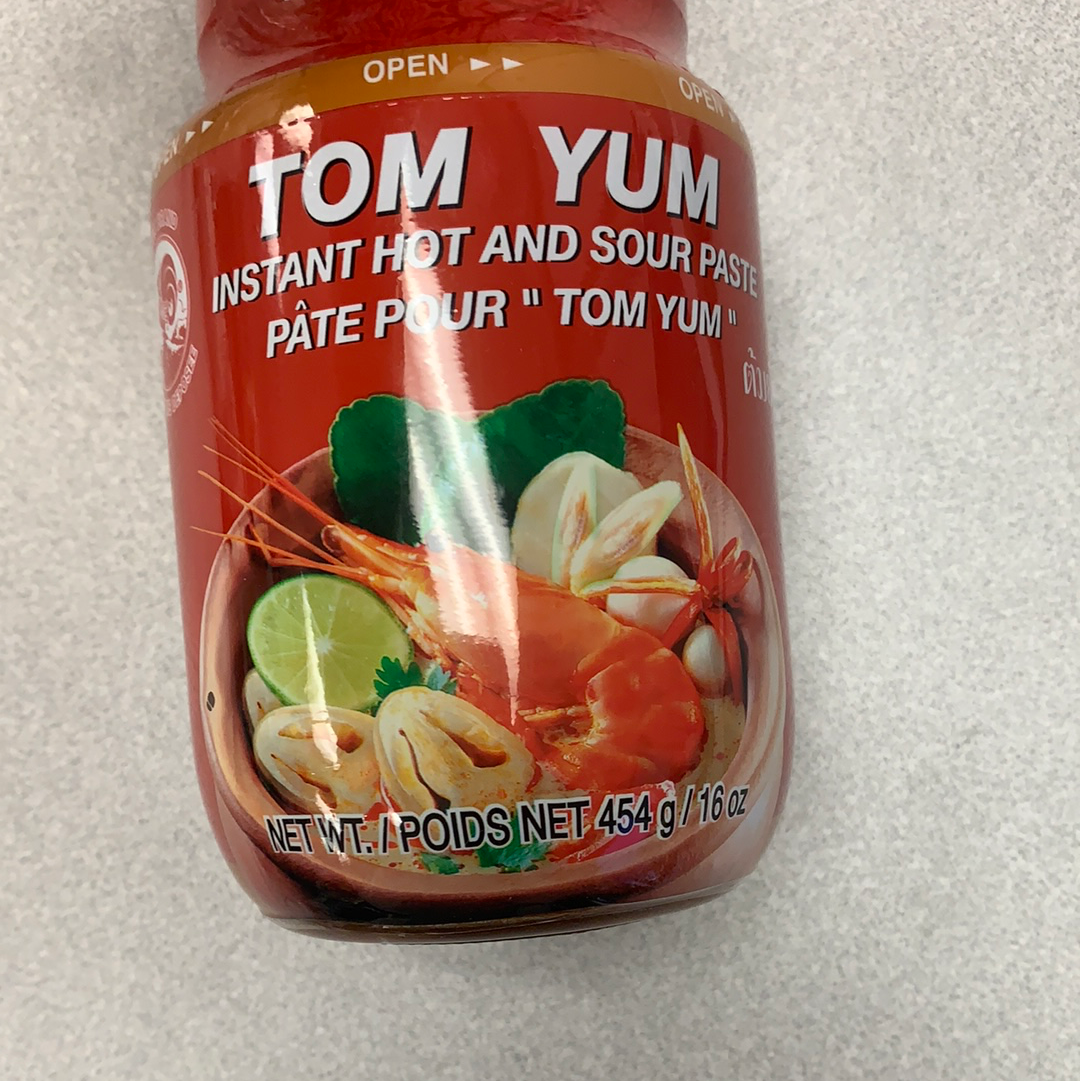 OPEN ►►
OPEN
►►
TOM YUM
INSTANT HOT AND SOUR PASTE
PÂTE POUR " TOM YUM "
NET WT. / POIDS NET 454 g / 16 oz